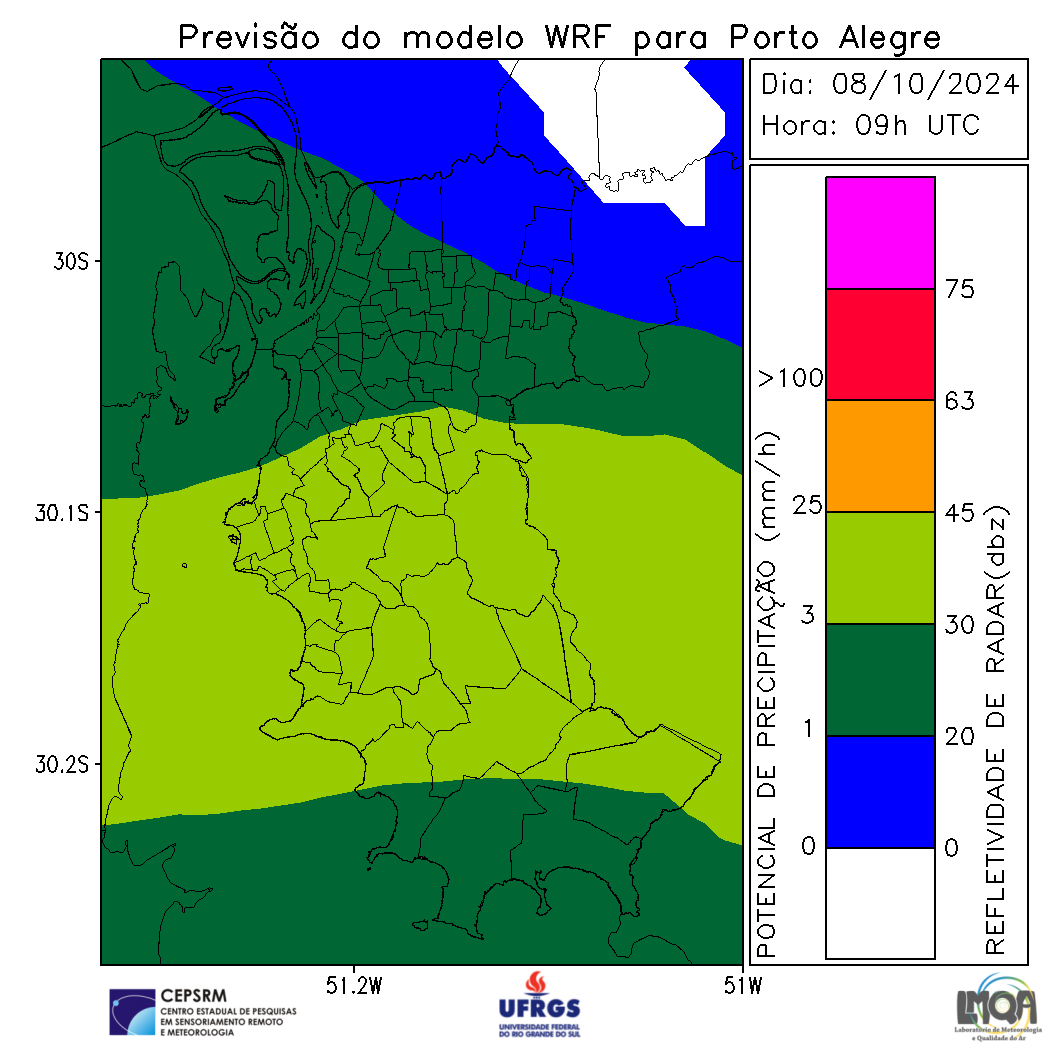 Previsão do modelo WRF para Porto Alegre
Dia: 08/10/2024
Hora: 09h UTC
30S
30.1S
30.2S
51.2W
51W
POTENCIAL DE PRECIPITAÇÃO (mm/h)
>100
25
3
1
0
75
63
45
30
20
0
REFLETIVIDADE DE RADAR(dbz)
CEPSRM
CENTRO ESTADUAL DE PESQUISAS
EM SENSORIAMENTO REMOTO
E METEOROLOGIA
UFRGS
UNIVERSIDADE FEDERAL
DO RIO GRANDE DO SUL
LMQA
Laboratório de Meteorologia
e Qualidade do Ar